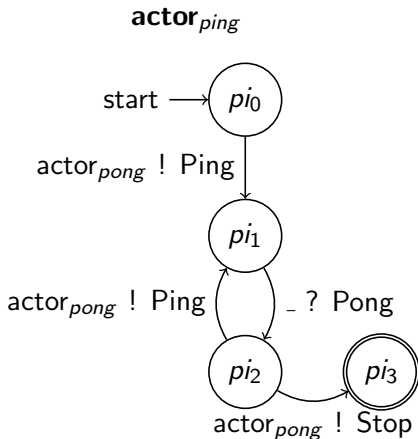 actor_ping
start
pi_0
actor_pong ! Ping
pi_1
actor_pong ! Ping
_ ? Pong
pi_2
pi_3
actor_pong ! Stop